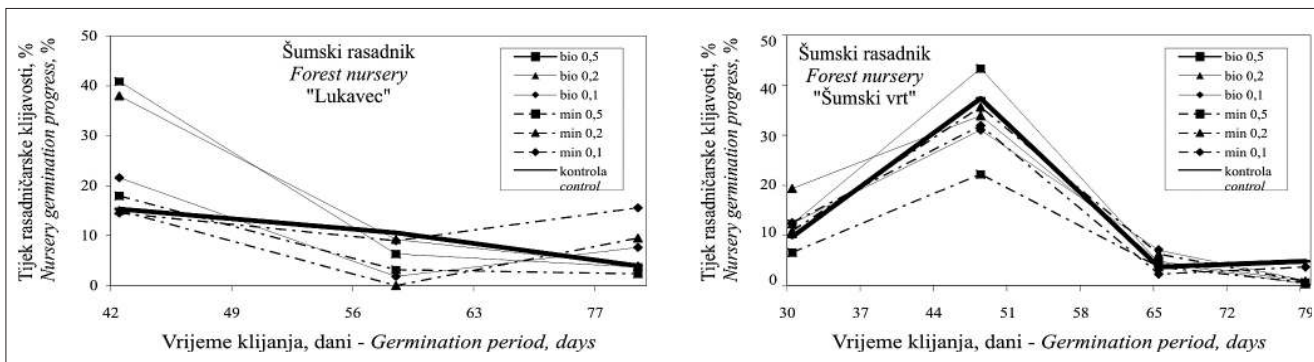 Tijek rasadničarske klijavosti, %
Nursery germination progress, %
50
40
30
20
10
0
Šumski rasadnik
Forest nursery
"Lukavec"
bio 0,5
bio 0,2
bio 0,1
min 0,5
min 0,2
min 0,1
kontrola
control
42 49 56 63 70 77
Vrijeme klijanja, dani - Germination period, days
Tijek rasadničarske klijavosti, %
Nursery germination progress, %
50
40
30
20
10
0
Šumski rasadnik
Forest nursery
"Šumski vrt"
bio 0,5
bio 0,2
bio 0,1
min 0,5
min 0,2
min 0,1
kontrola
control
30 37 44 51 58 65 72 79
Vrijeme klijanja, dani - Germination period, days